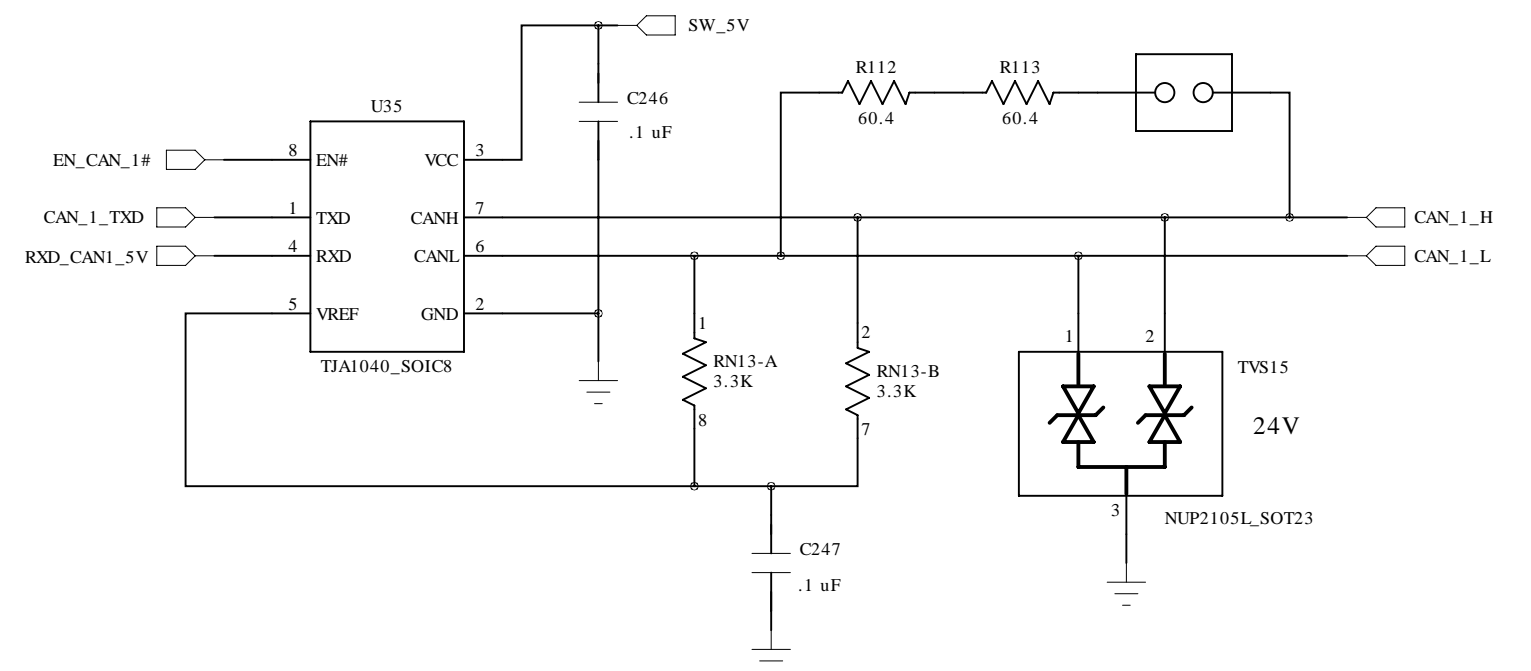 SW_5V
R112
R113
C246
.1 uF
60.4
60.4
U35
EN_CAN_1#
8
EN#
VCC
3
CAN_1_TXD
1
TXD
CANH
7
CAN_1_H
RXD_CAN1_5V
4
RXD
CANL
6
CAN_1_L
5
VREF
GND
2
TJA1040_SOIC8
1
RN13-A
3.3K
8
2
RN13-B
3.3K
7
1
2
TVS15
24V
3
NUP2105L_SOT23
C247
.1 uF